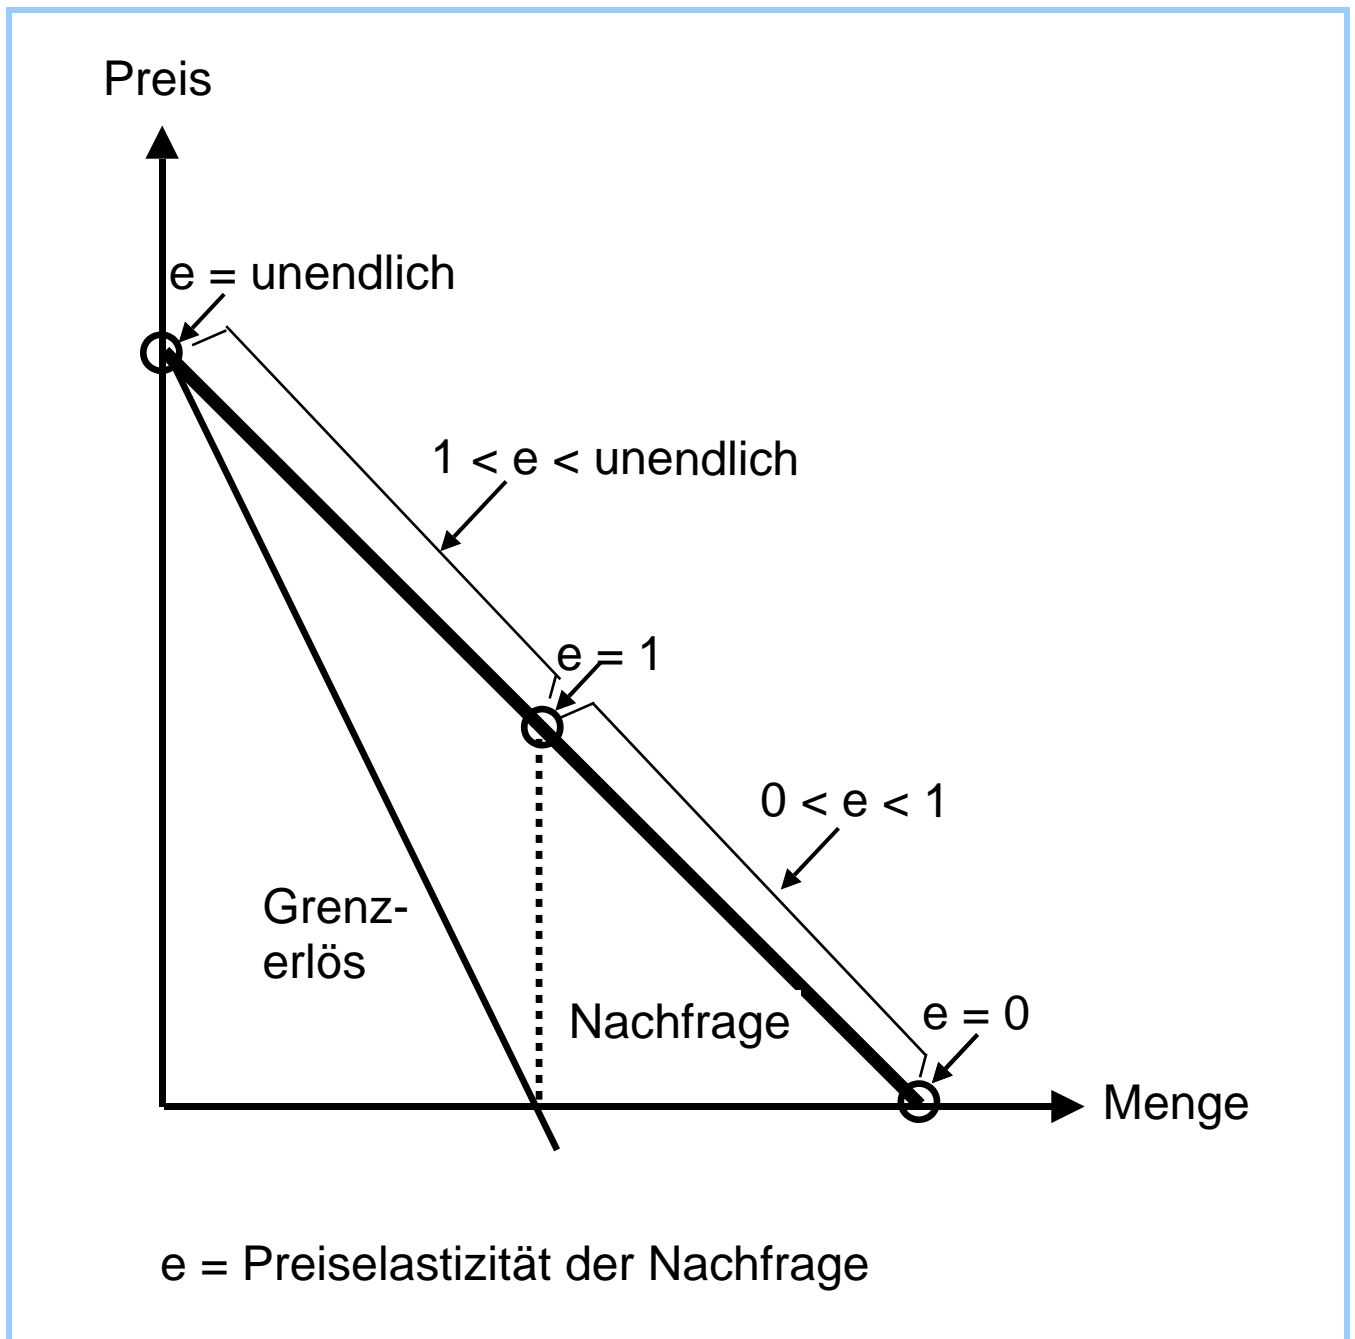 Preis
e = unendlich
1 < e < unendlich
e = 1
0 < e < 1
Grenz-
erlös
Nachfrage
e = 0
Menge
e = Preiselastizität der Nachfrage